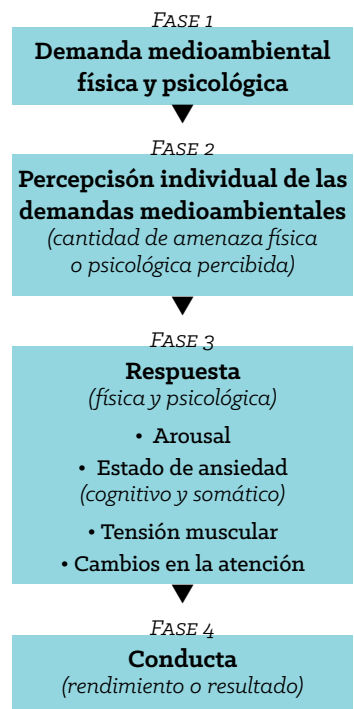 Fase 1
Demanda medioambiental
física y psicológica
Fase 2
Percepcisón individual de las
demandas medioambientales
(cantidad de amenaza física
o psicológica percibida)
Fase 3
Respuesta
(física y psicológica)
• Arousal
• Estado de ansiedad
(cognitivo y somático)
• Tensión muscular
• Cambios en la atención
Fase 4
Conducta
(rendimiento o resultado)